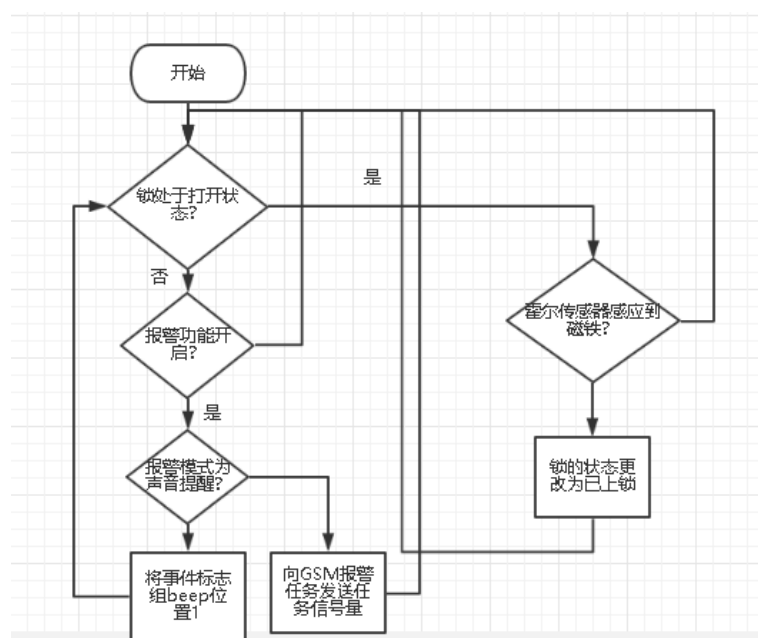 开始
是
锁处于打开状
态?
否
霍尔传感器感应到
磁铁?
报警功能开
启?
是
报警模式为
声音提醒?
锁的状态更
改为已上锁
将事件标志
组beep位
置1
向GSM报警
任务发送任
务信号量